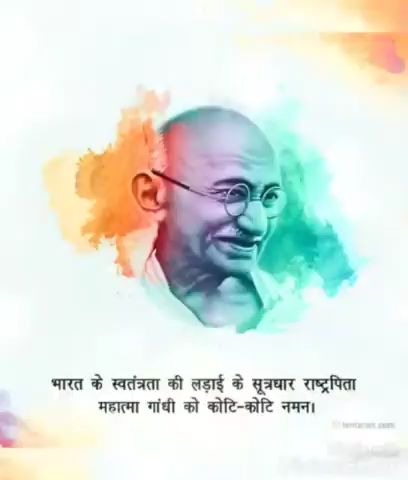 भारत के स्वतंत्रता की लड़ाई के सूत्रधार राष्ट्रपिता
महात्मा गांधी को कोटि-कोटि नमन।